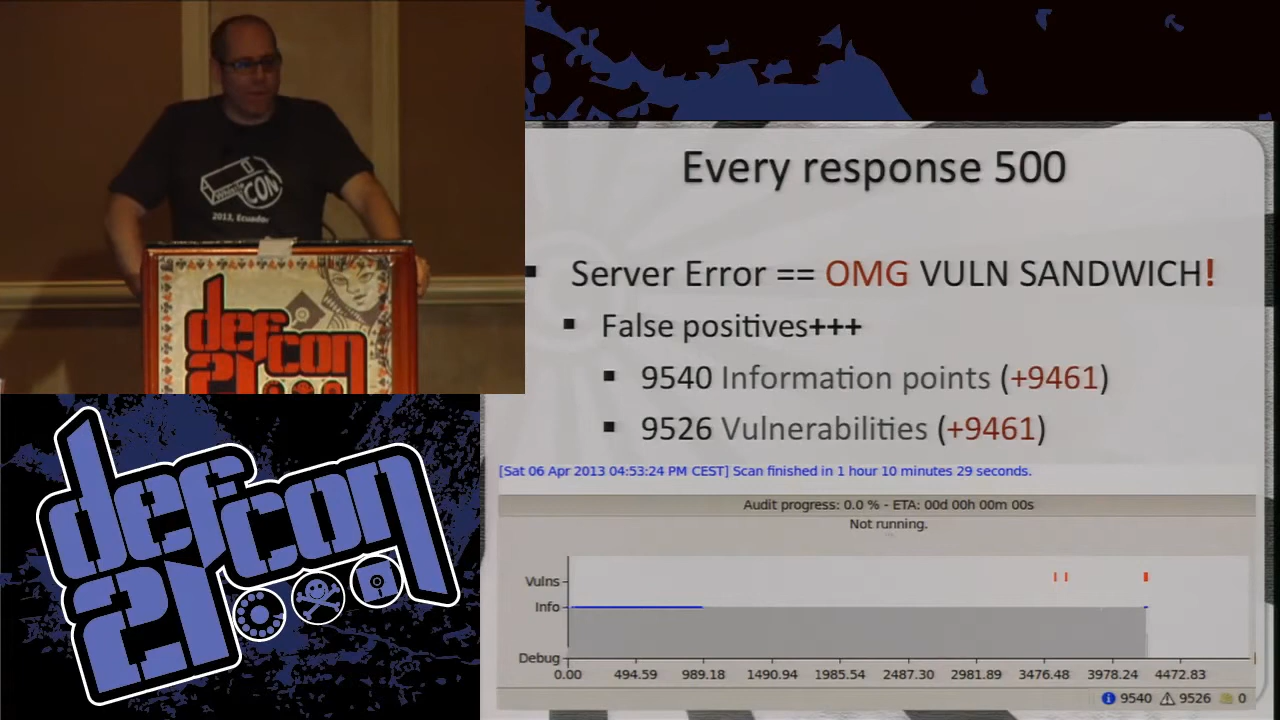 CON
2013, Ecuador
defcon
21
defcon
21
Every response 500
Server Error == OMG VULN SANDWICH!
False positives+++
9540 Information points (+9461)
9526 Vulnerabilities (+9461)
[Sat 06 Apr 2013 04:53:24 PM CEST] Scan finished in 1 hour 10 minutes 29 seconds.
Audit progress: 0.0 % - ETA: 00d 00h 00m 00s
Not running.
Vulns
Info
Debug
0.00 494.59 989.18 1490.94 1985.54 2487.30 2981.89 3476.48 3978.24 4472.83
9540 9526 0